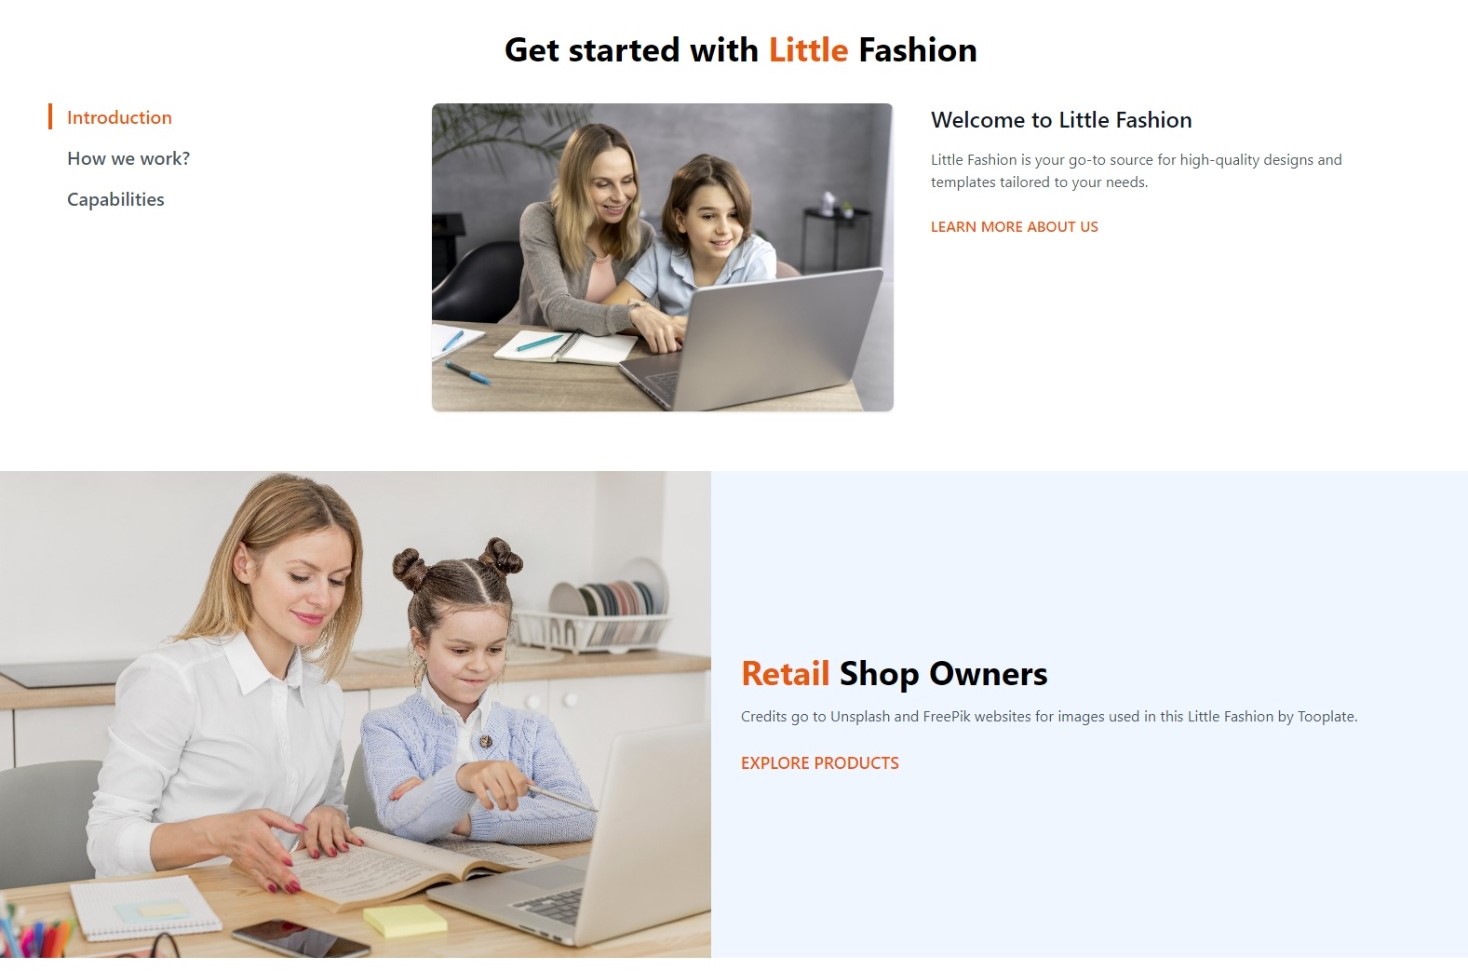 Get started with Little Fashion
Introduction
How we work?
Capabilities
Welcome to Little Fashion
Little Fashion is your go-to source for high-quality designs and
templates tailored to your needs.
LEARN MORE ABOUT US
Retail Shop Owners
Credits go to Unsplash and FreePik websites for images used in this Little Fashion by Tooplate.
EXPLORE PRODUCTS